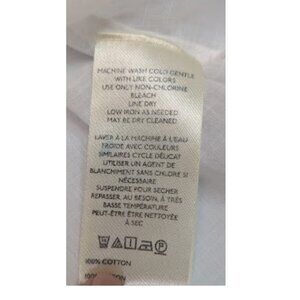 MACHINE WASH COLD GENTLE
WITH LIKE COLORS
USE ONLY NON-CHLORINE
BLEACH
LINE DRY
LOW IRON AS NEEDED
MAY BE DRY CLEANED
LAVER À LA MACHINE À L'EAU
FROIDE AVEC COULEURS
SIMILAIRES CYCLE DÉLICAT
UTILISER UN AGENT DE
BLANCHIMENT SANS CHLORE SI
NÉCESSAIRE
SUSPENDRE POUR SÉCHER
REPASSER, AU BESOIN, À TRÈS
BASSE TEMPÉRATURE
PEUT-ÊTRE ÊTRE NETTOYÉE
À SEC
P
100% COTTON